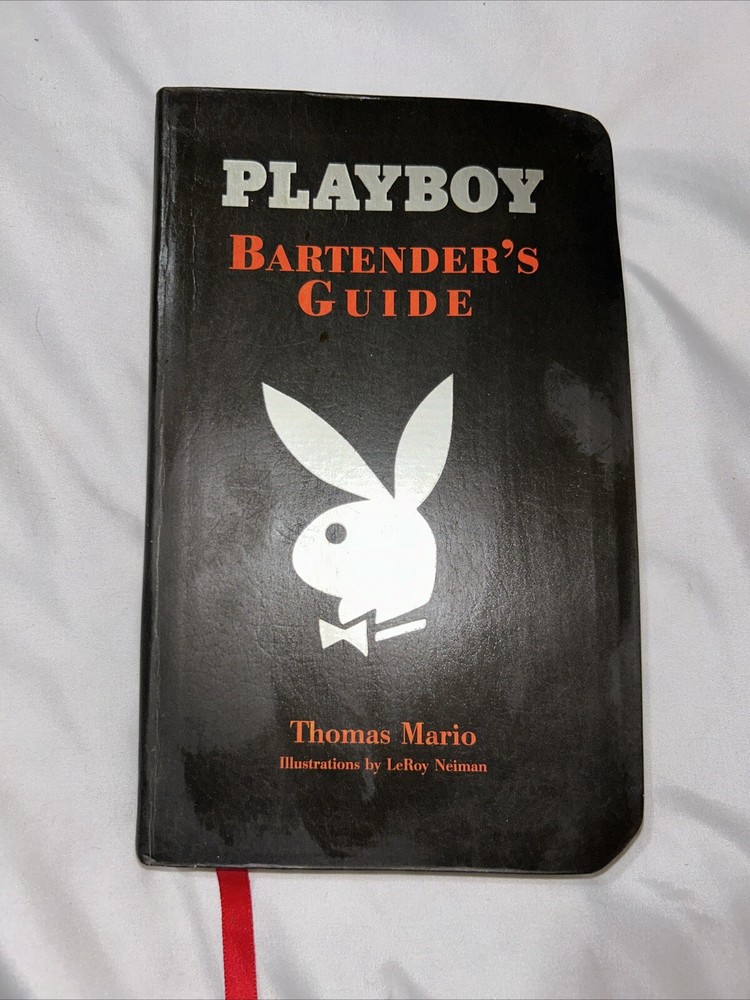 PLAYBOY
BARTENDER'S
GUIDE
Thomas Mario
Illustrations by LeRoy Neiman